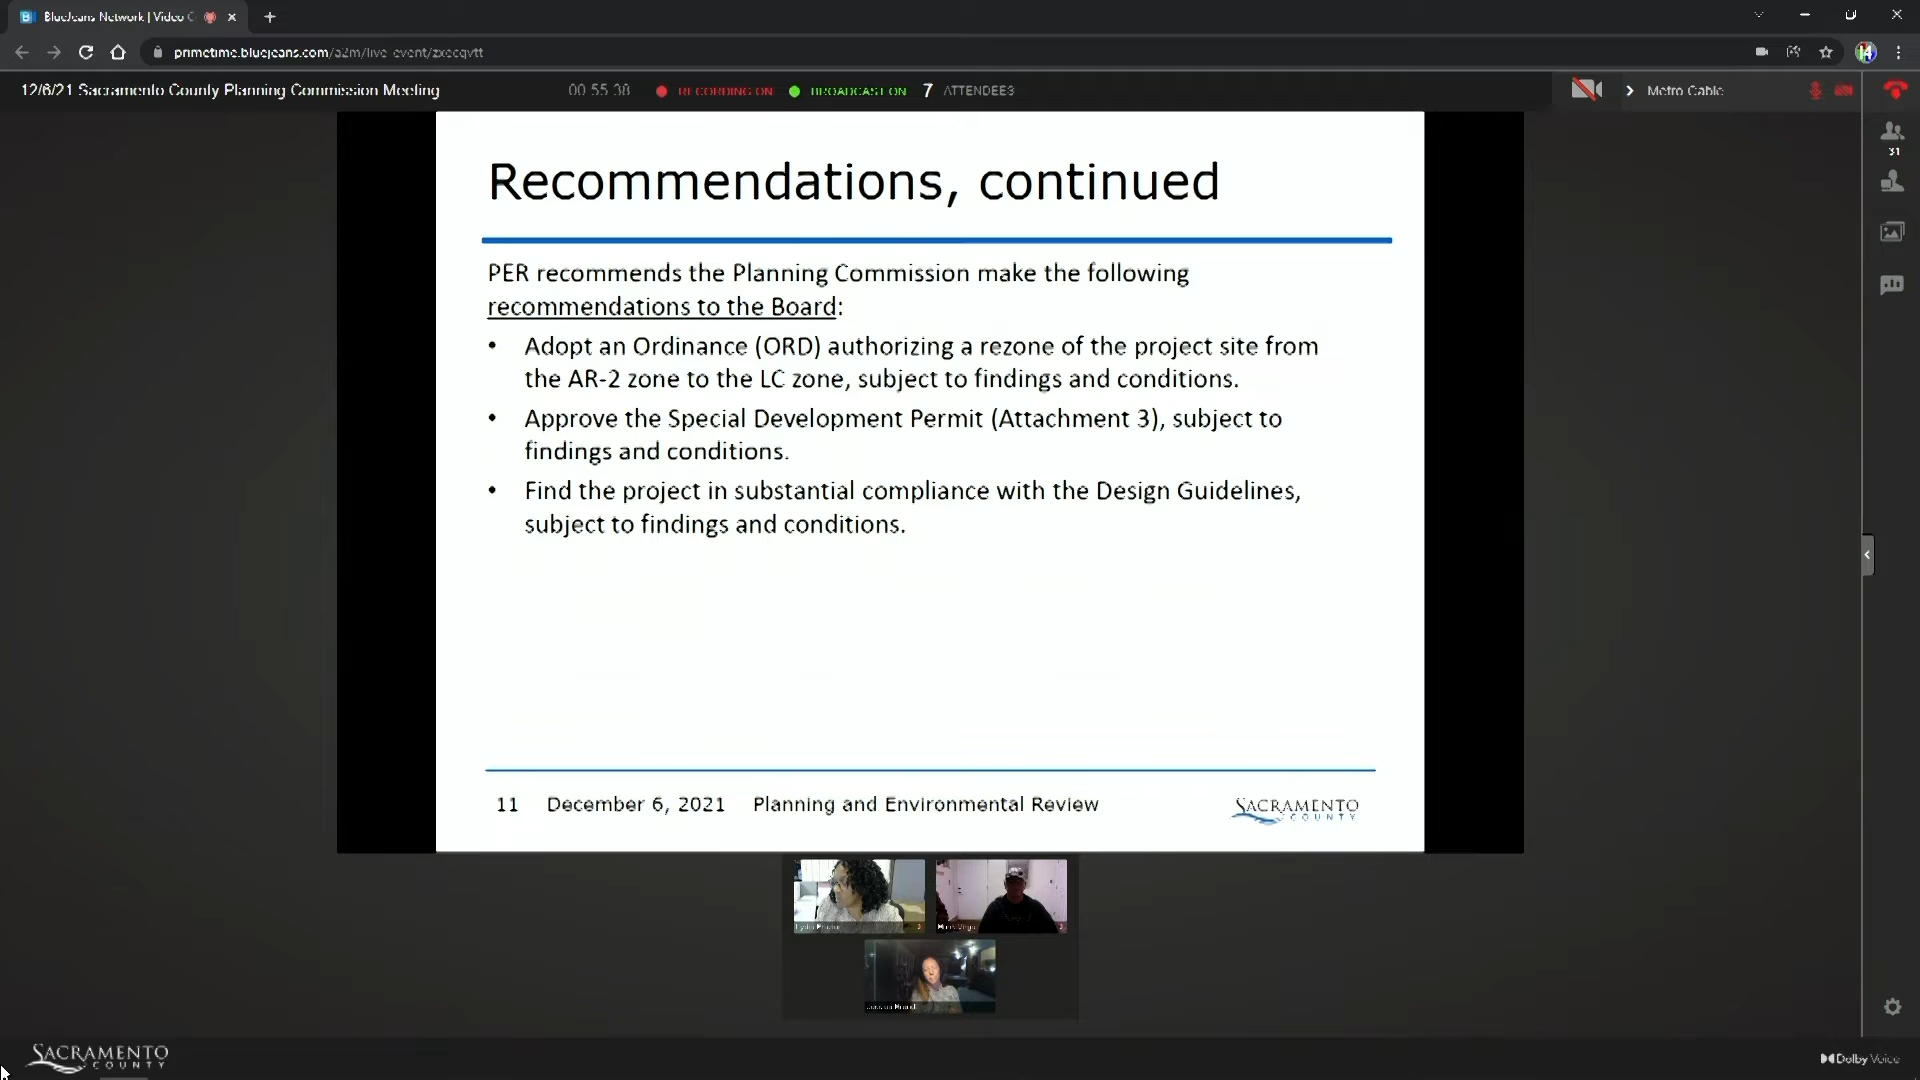 BlueJeans Network | Video C
primetime.bluejeans.com/a2m/live-event/zxecqvtt
12/6/21 Sacramento County Planning Commission Meeting
00:55:38
RECORDING ON
BROADCAST ON
7 ATTENDEES
Metro Cable
31
Recommendations, continued
PER recommends the Planning Commission make the following
recommendations to the Board:
• Adopt an Ordinance (ORD) authorizing a rezone of the project site from
the AR-2 zone to the LC zone, subject to findings and conditions.
• Approve the Special Development Permit (Attachment 3), subject to
findings and conditions.
• Find the project in substantial compliance with the Design Guidelines,
subject to findings and conditions.
11 December 6, 2021 Planning and Environmental Review
SACRAMENTO
COUNTY
SACRAMENTO
COUNTY
Dolby Voice